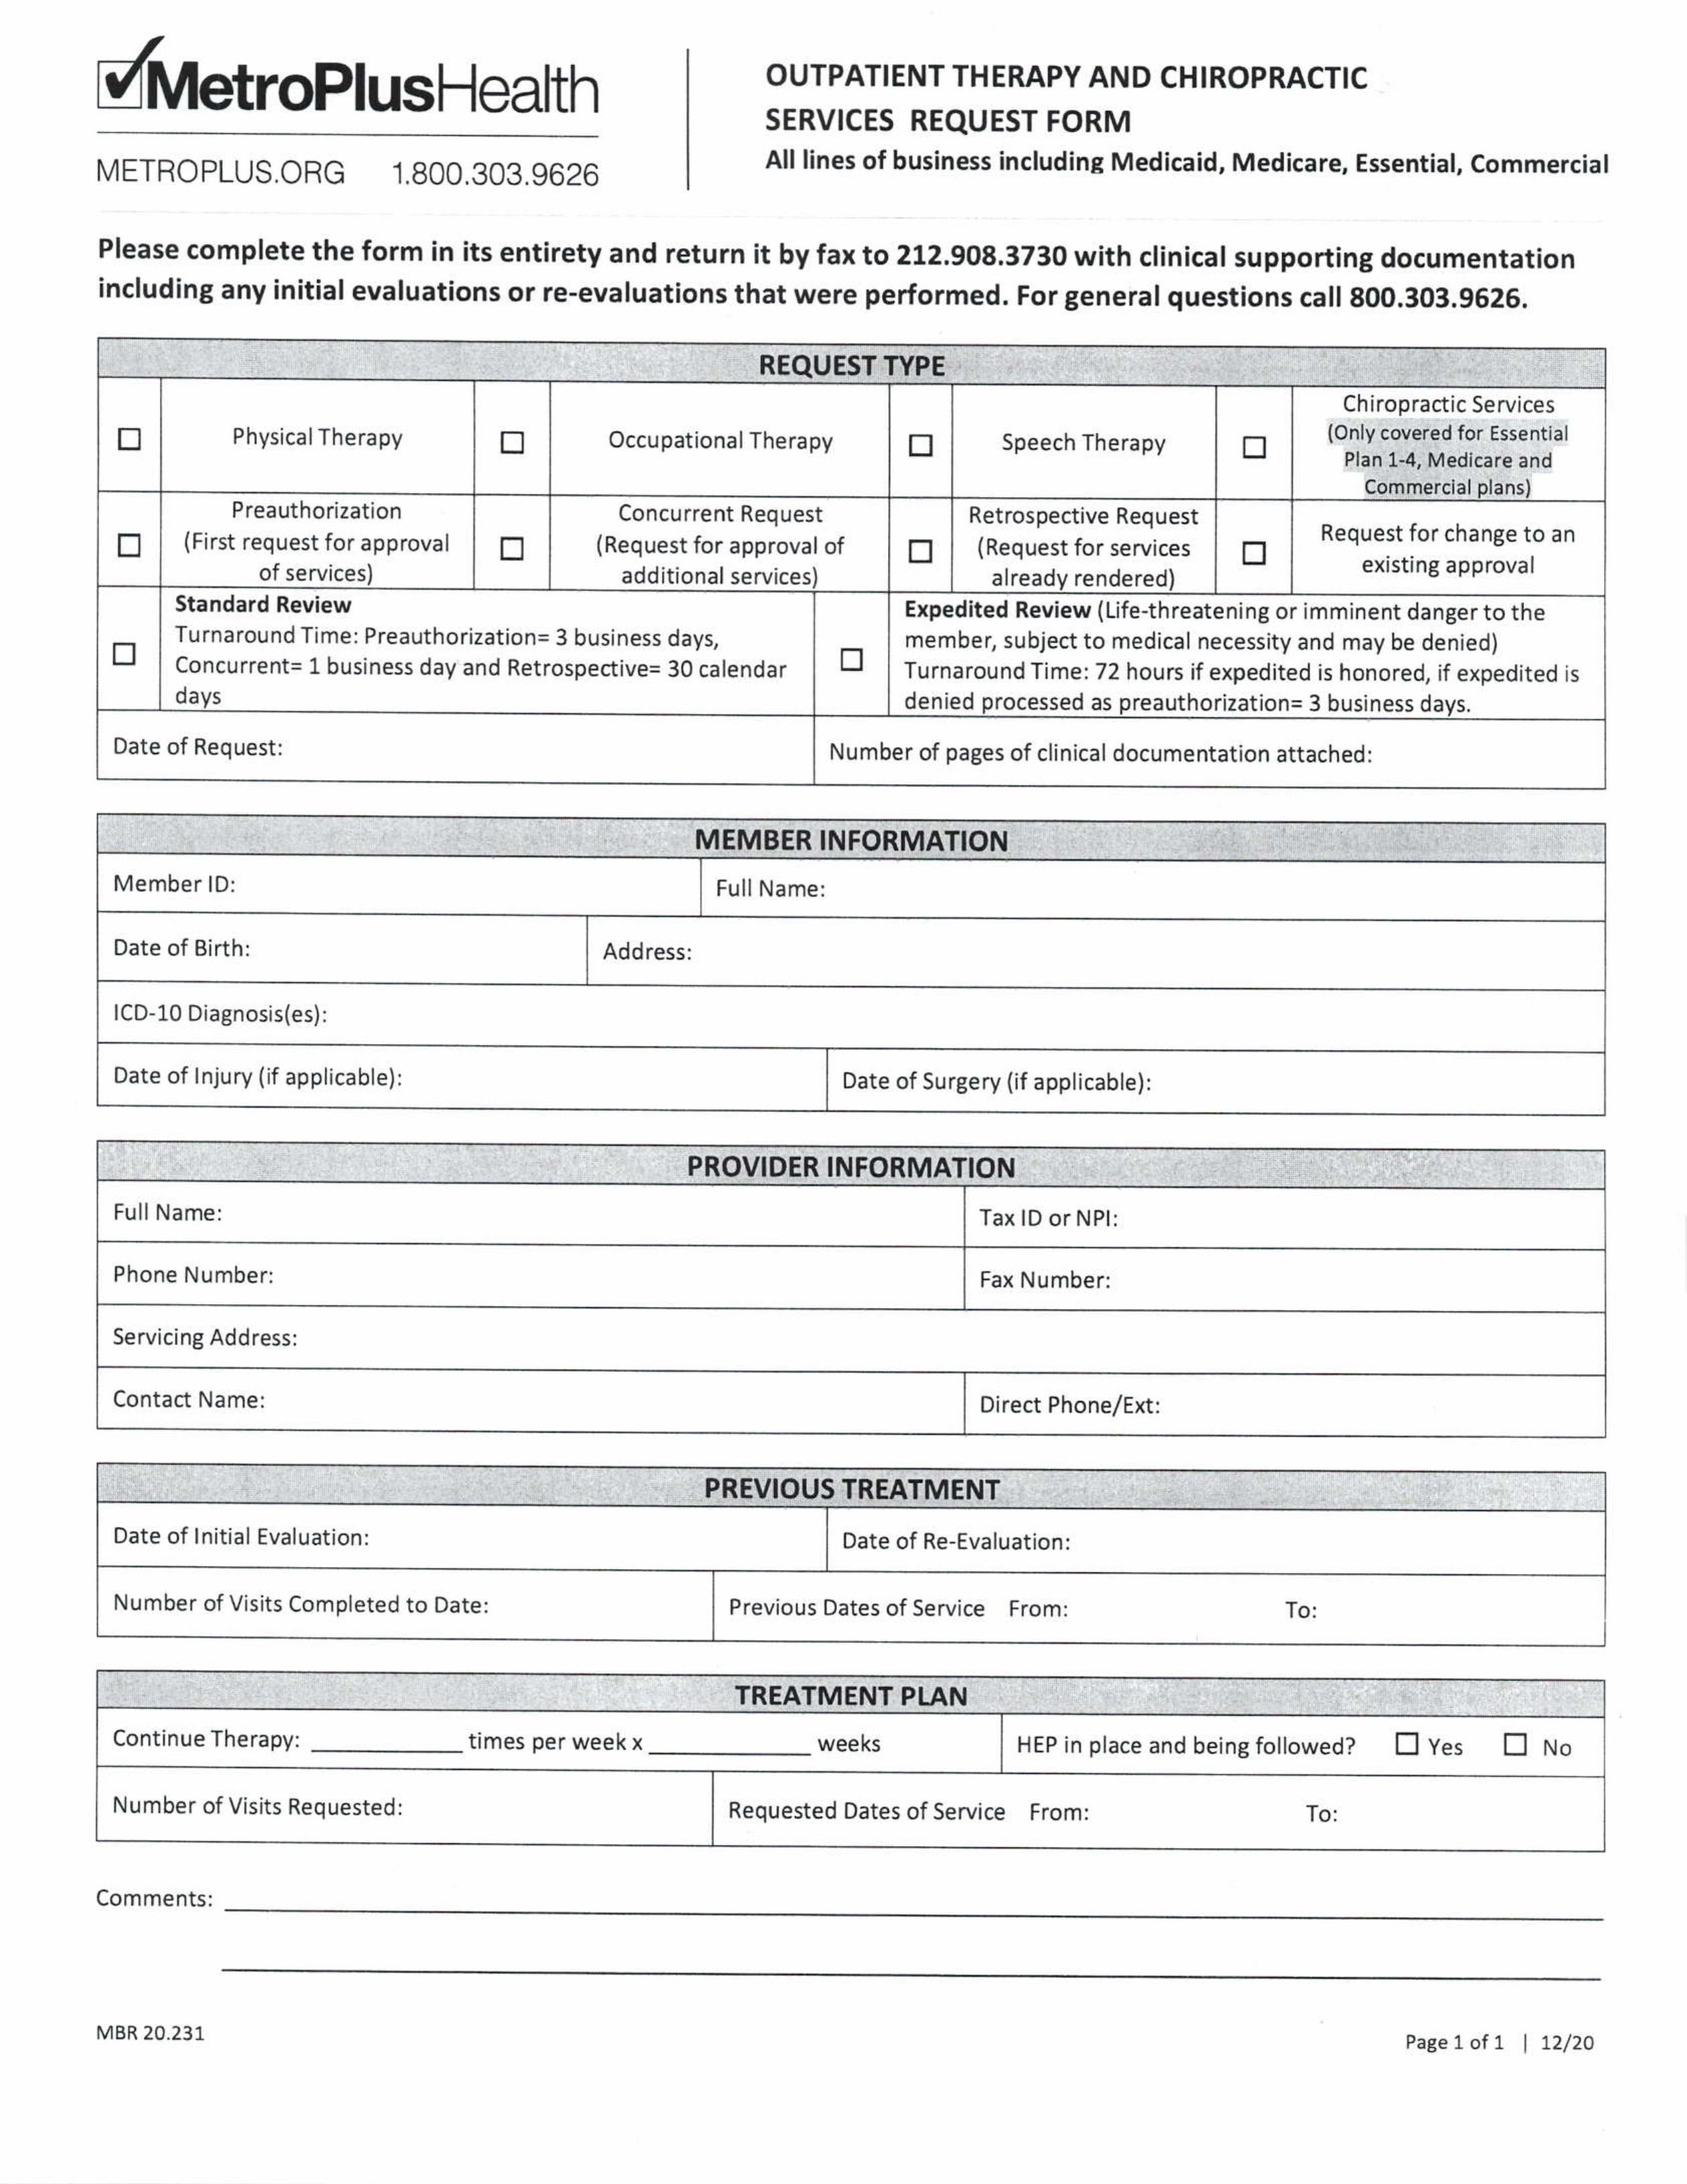 MetroPlusHealth
METROPLUS.ORG 1.800.303.9626
OUTPATIENT THERAPY AND CHIROPRACTIC
SERVICES REQUEST FORM
All lines of business including Medicaid, Medicare, Essential, Commercial
Please complete the form in its entirety and return it by fax to 212.908.3730 with clinical supporting documentation
including any initial evaluations or re-evaluations that were performed. For general questions call 800.303.9626.
REQUEST TYPE
☐ Physical Therapy
☐ Occupational Therapy
☐ Speech Therapy
☐ Chiropractic Services
(Only covered for Essential
Plan 1-4, Medicare and
Commercial plans)
☐ Preauthorization
(First request for approval
of services)
☐ Concurrent Request
(Request for approval of
additional services)
☐ Retrospective Request
(Request for services
already rendered)
☐ Request for change to an
existing approval
☐ Standard Review
Turnaround Time: Preauthorization= 3 business days,
Concurrent= 1 business day and Retrospective= 30 calendar
days
☐ Expedited Review (Life-threatening or imminent danger to the
member, subject to medical necessity and may be denied)
Turnaround Time: 72 hours if expedited is honored, if expedited is
denied processed as preauthorization= 3 business days.
Date of Request:
Number of pages of clinical documentation attached:
MEMBER INFORMATION
Member ID:
Full Name:
Date of Birth:
Address:
ICD-10 Diagnosis(es):
Date of Injury (if applicable):
Date of Surgery (if applicable):
PROVIDER INFORMATION
Full Name:
Tax ID or NPI:
Phone Number:
Fax Number:
Servicing Address:
Contact Name:
Direct Phone/Ext:
PREVIOUS TREATMENT
Date of Initial Evaluation:
Date of Re-Evaluation:
Number of Visits Completed to Date:
Previous Dates of Service From: To:
TREATMENT PLAN
Continue Therapy: ____________ times per week x ____________ weeks
HEP in place and being followed? ☐ Yes ☐ No
Number of Visits Requested:
Requested Dates of Service From: To:
Comments:
MBR 20.231
Page 1 of 1 | 12/20